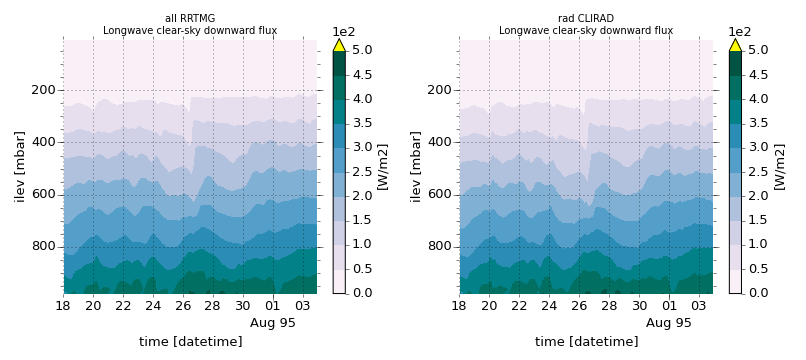 all RRTMG
Longwave clear-sky downward flux
1e2
5.0
4.5
4.0
3.5
3.0
2.5
2.0
1.5
1.0
0.5
0.0
[W/m2]
200
400
600
800
ilev [mbar]
18 20 22 24 26 28 30 01 03
Aug 95
time [datetime]
rad CLIRAD
Longwave clear-sky downward flux
1e2
5.0
4.5
4.0
3.5
3.0
2.5
2.0
1.5
1.0
0.5
0.0
[W/m2]
200
400
600
800
ilev [mbar]
18 20 22 24 26 28 30 01 03
Aug 95
time [datetime]